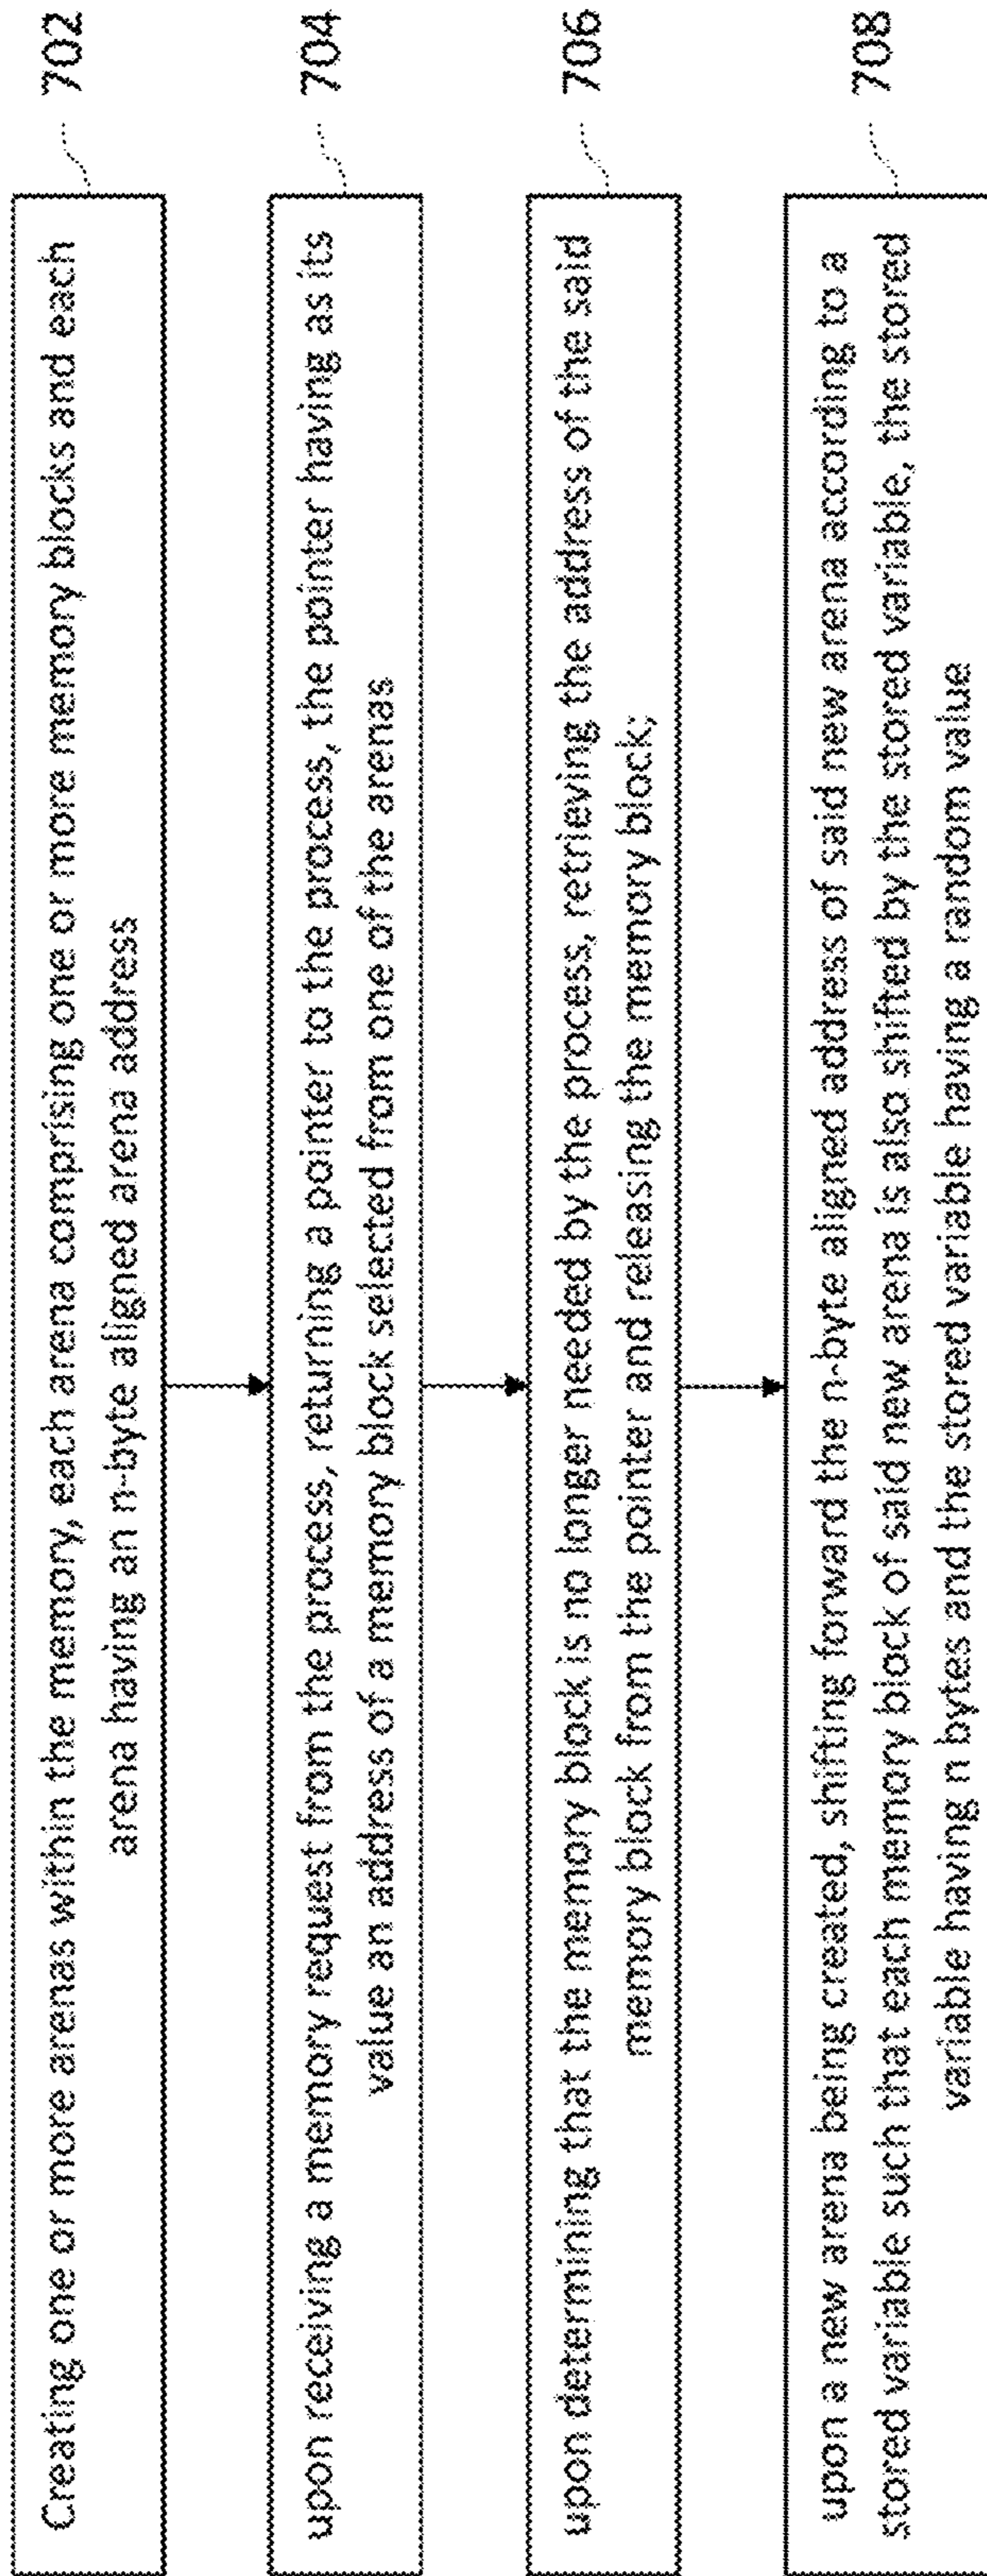 Creating one or more arenas within the memory, each arena comprising one or more memory blocks and each
arena having an n-byte aligned arena address
702
upon receiving a memory request from the process, returning a pointer to the process, the pointer having as its
value an address of a memory block selected from one of the arenas
704
upon determining that the memory block is no longer needed by the process, retrieving the address of the said
memory block from the pointer and releasing the memory block;
706
upon a new arena being created, shifting forward the n-byte aligned address of said new arena according to a
stored variable such that each memory block of said new arena is also shifted by the stored variable, the stored
variable having n bytes and the stored variable having a random value
708